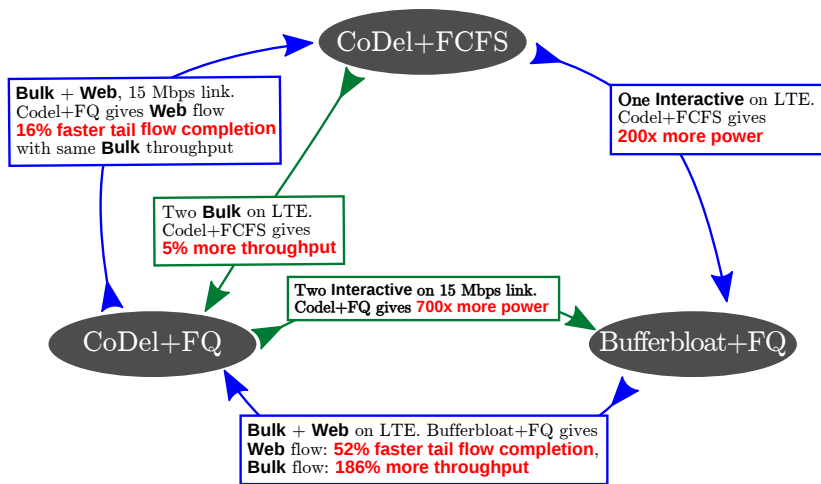 CoDel+FCFS
Bulk + Web, 15 Mbps link.
Codel+FQ gives Web flow
16% faster tail flow completion
with same Bulk throughput
One Interactive on LTE.
Codel+FCFS gives
200x more power
Two Bulk on LTE.
Codel+FCFS gives
5% more throughput
Two Interactive on 15 Mbps link.
Codel+FQ gives 700x more power
CoDel+FQ
Bufferbloat+FQ
Bulk + Web on LTE. Bufferbloat+FQ gives
Web flow: 52% faster tail flow completion,
Bulk flow: 186% more throughput